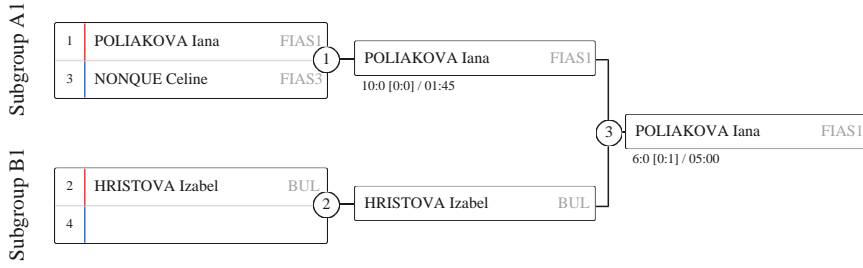 Subgroup A1
1 POLIAKOVA Iana FIAS1
3 NONQUE Celine FIAS3
1
POLIAKOVA Iana FIAS1
10:0 [0:0] / 01:45
3
POLIAKOVA Iana FIAS1
6:0 [0:1] / 05:00
Subgroup B1
2 HRISTOVA Izabel BUL
4
2
HRISTOVA Izabel BUL